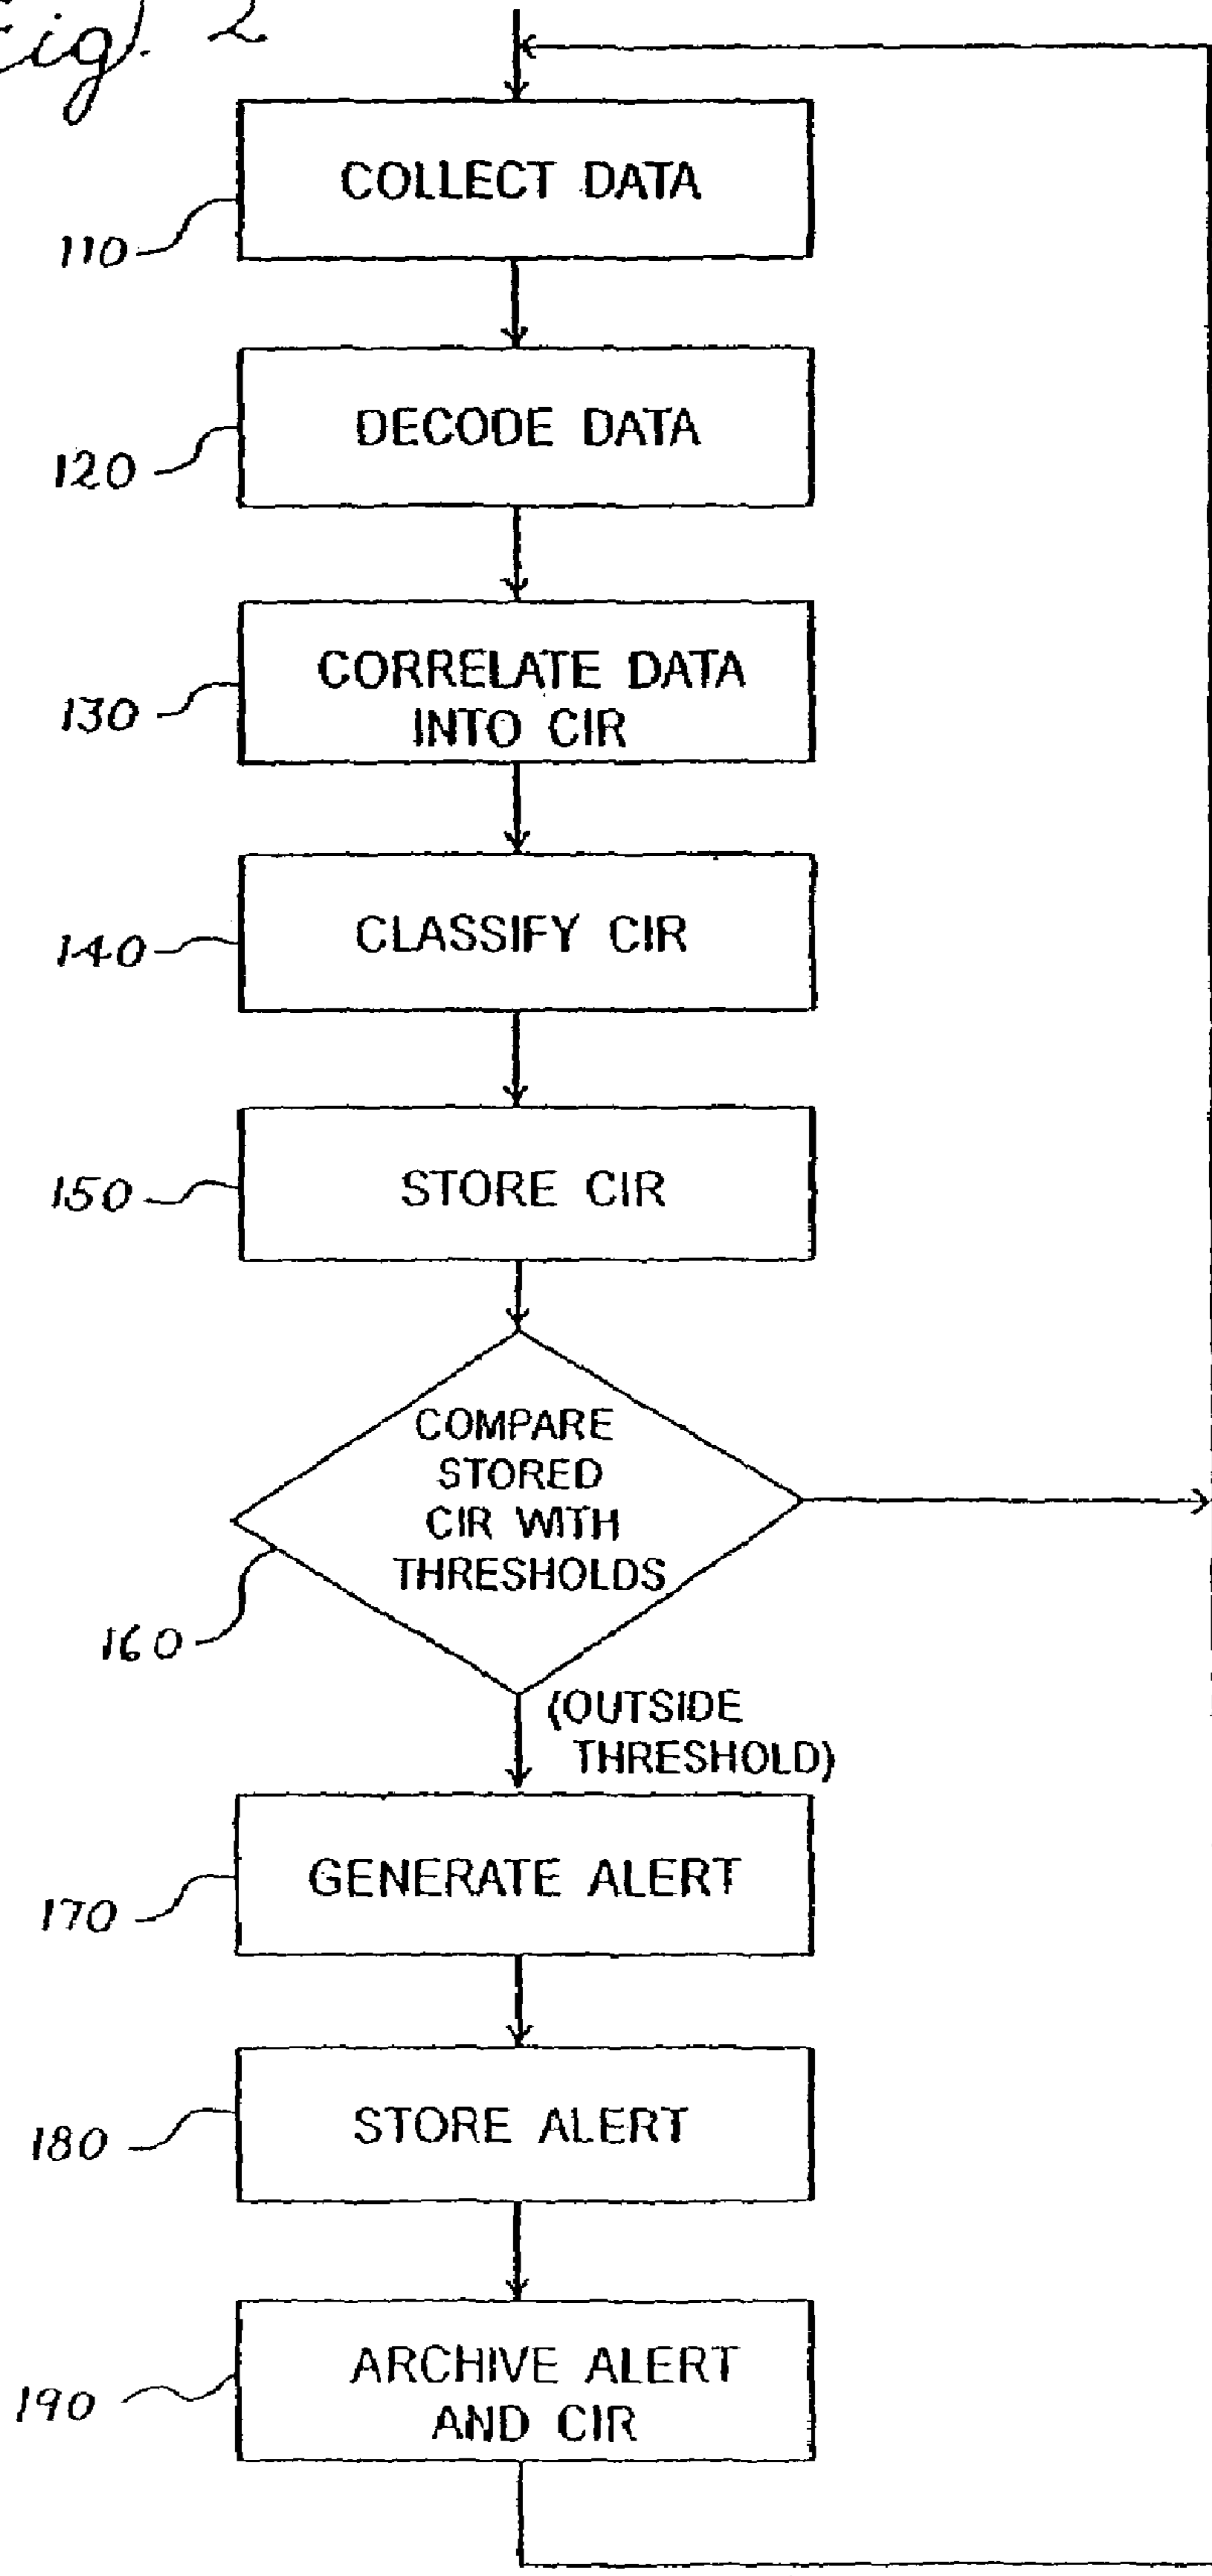 Fig. 2
COLLECT DATA
110
DECODE DATA
120
CORRELATE DATA
INTO CIR
130
CLASSIFY CIR
140
STORE CIR
150
COMPARE
STORED
CIR WITH
THRESHOLDS
160
(OUTSIDE
THRESHOLD)
GENERATE ALERT
170
STORE ALERT
180
ARCHIVE ALERT
AND CIR
190